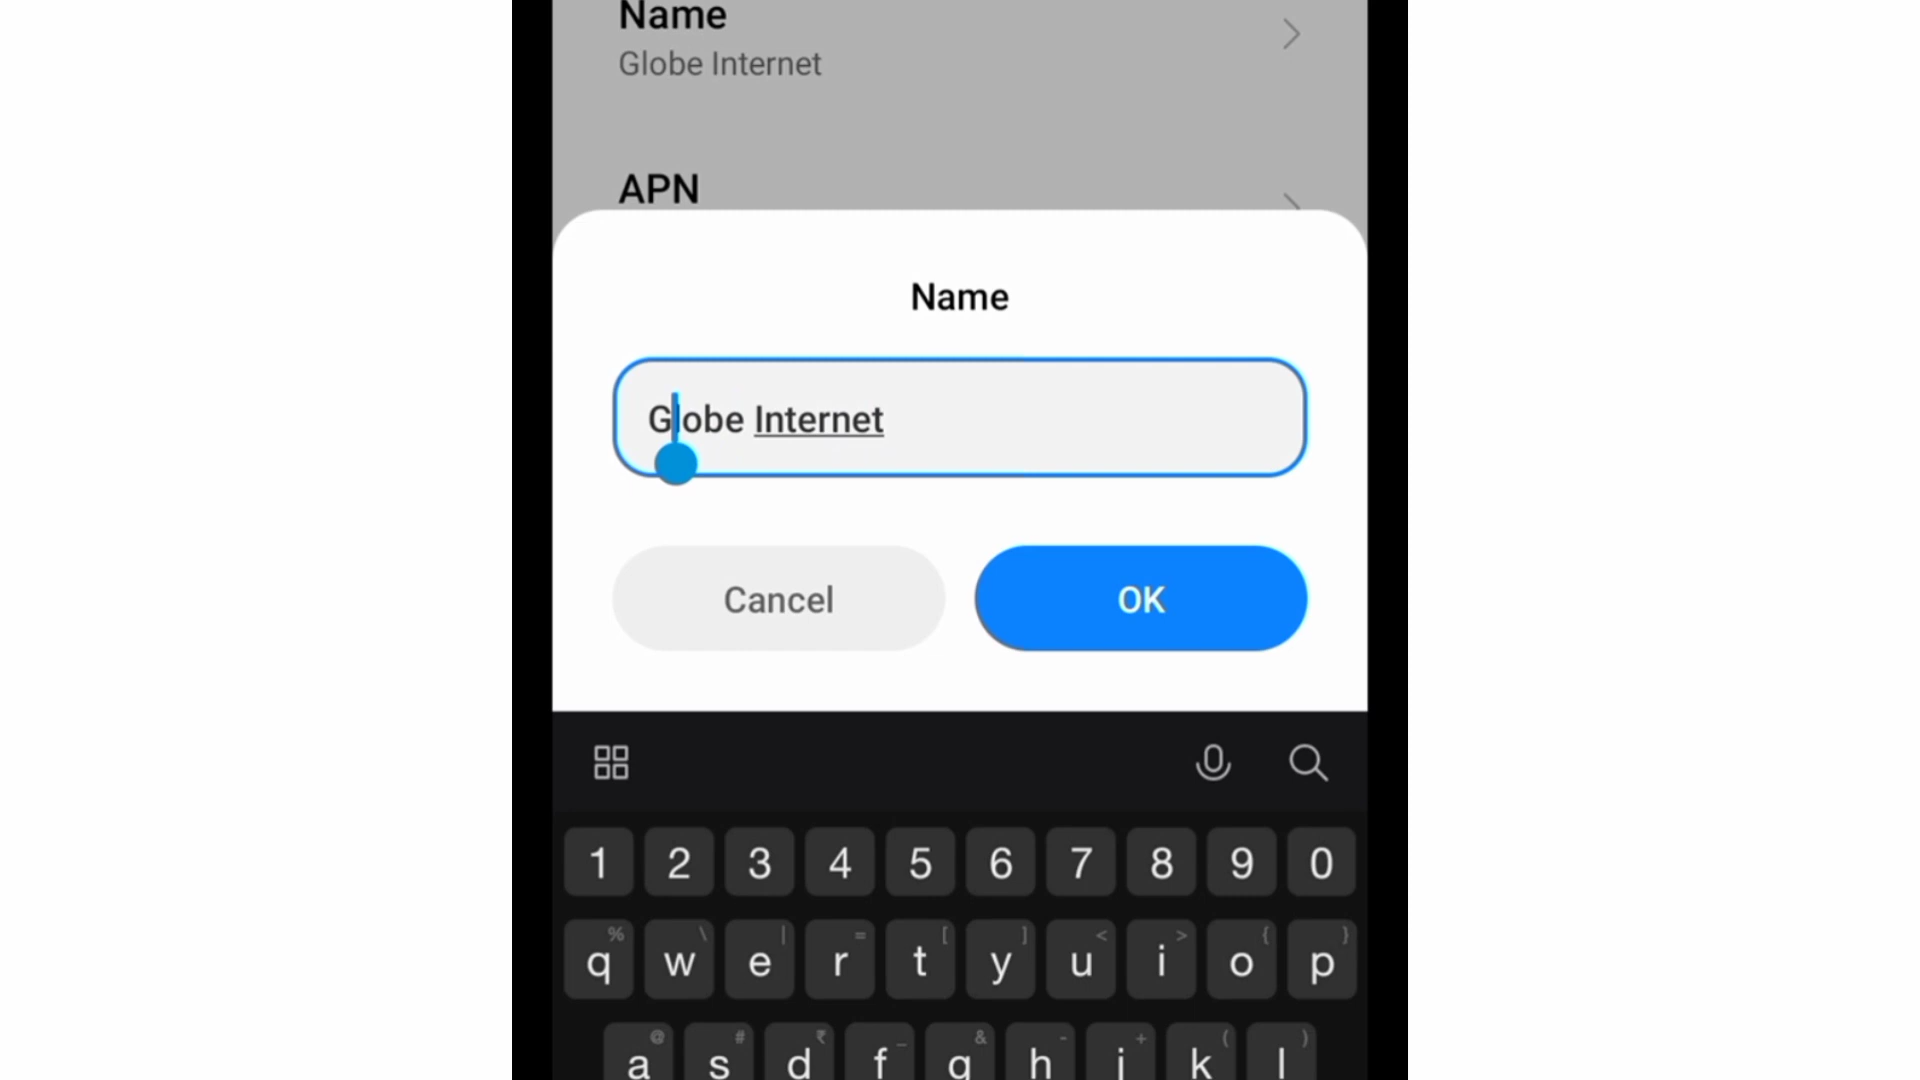 Name
Globe Internet
APN
Name
Globe Internet
Cancel
OK
1 2 3 4 5 6 7 8 9 0
% \ | = [ ] < > { }
q w e r t y u i o p
@ # ₹ _ & - + ( )
a s d f g h j k l